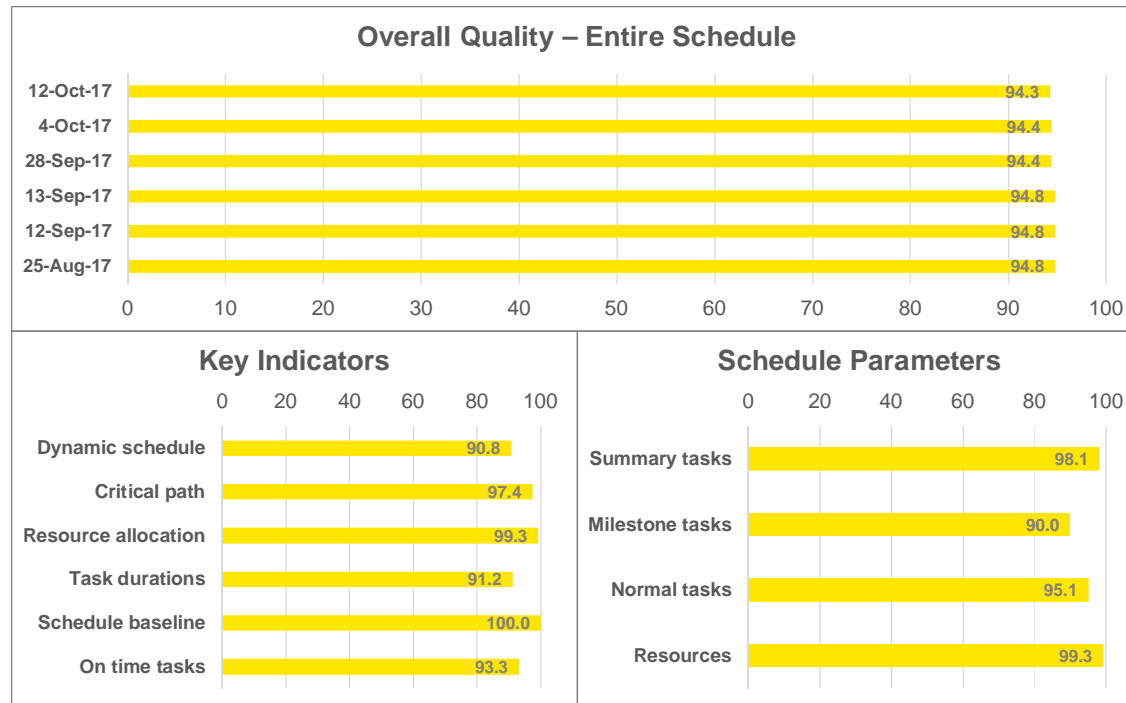 Overall Quality – Entire Schedule
12-Oct-17 94.3
4-Oct-17 94.4
28-Sep-17 94.4
13-Sep-17 94.8
12-Sep-17 94.8
25-Aug-17 94.8
0 10 20 30 40 50 60 70 80 90 100
Key Indicators
0 20 40 60 80 100
Dynamic schedule 90.8
Critical path 97.4
Resource allocation 99.3
Task durations 91.2
Schedule baseline 100.0
On time tasks 93.3
Schedule Parameters
0 20 40 60 80 100
Summary tasks 98.1
Milestone tasks 90.0
Normal tasks 95.1
Resources 99.3